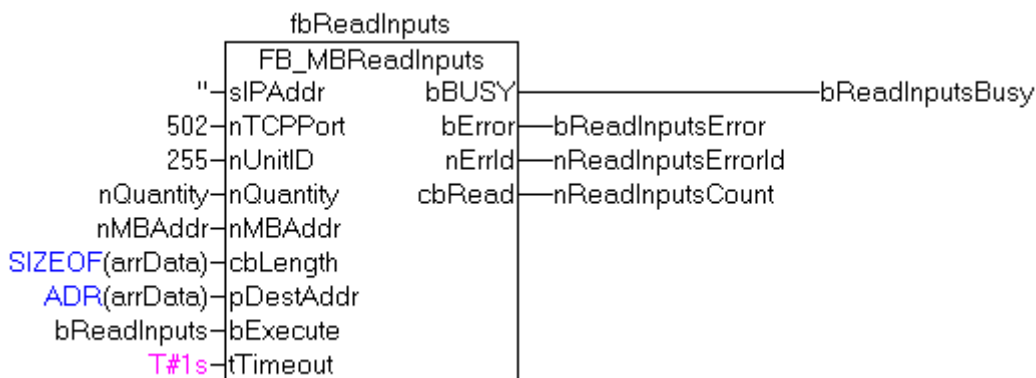 fbReadInputs
FB_MBReadInputs
'' sIPAddr bBUSY bReadInputsBusy
502 nTCPPort bError bReadInputsError
255 nUnitID nErrId nReadInputsErrorId
nQuantity nQuantity cbRead nReadInputsCount
nMBAddr nMBAddr
SIZEOF(arrData) cbLength
ADR(arrData) pDestAddr
bReadInputs bExecute
T#1s tTimeout